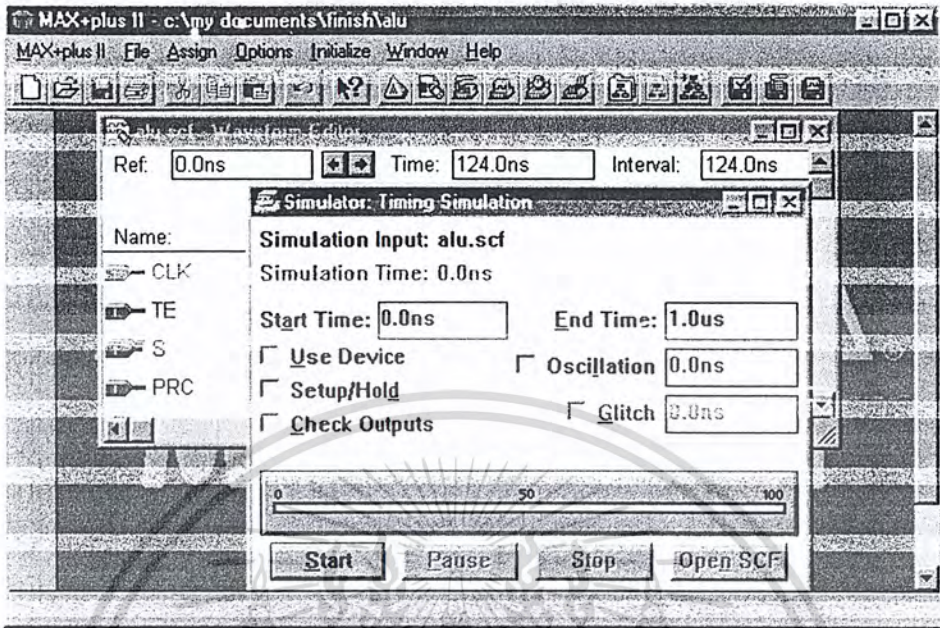 MAX+plus II - c:\my documents\finish\alu
MAX+plus II File Assign Options Initialize Window Help
alu.scf - Waveform Editor
Ref: 0.0ns Time: 124.0ns Interval: 124.0ns
Simulator: Timing Simulation
Name:
Simulation Input: alu.scf
CLK
Simulation Time: 0.0ns
TE
Start Time: 0.0ns End Time: 1.0us
S
Use Device Oscillation 0.0ns
PRC
Setup/Hold
Glitch 0.0ns
Check Outputs
0 50 100
Start Pause Stop Open SCF